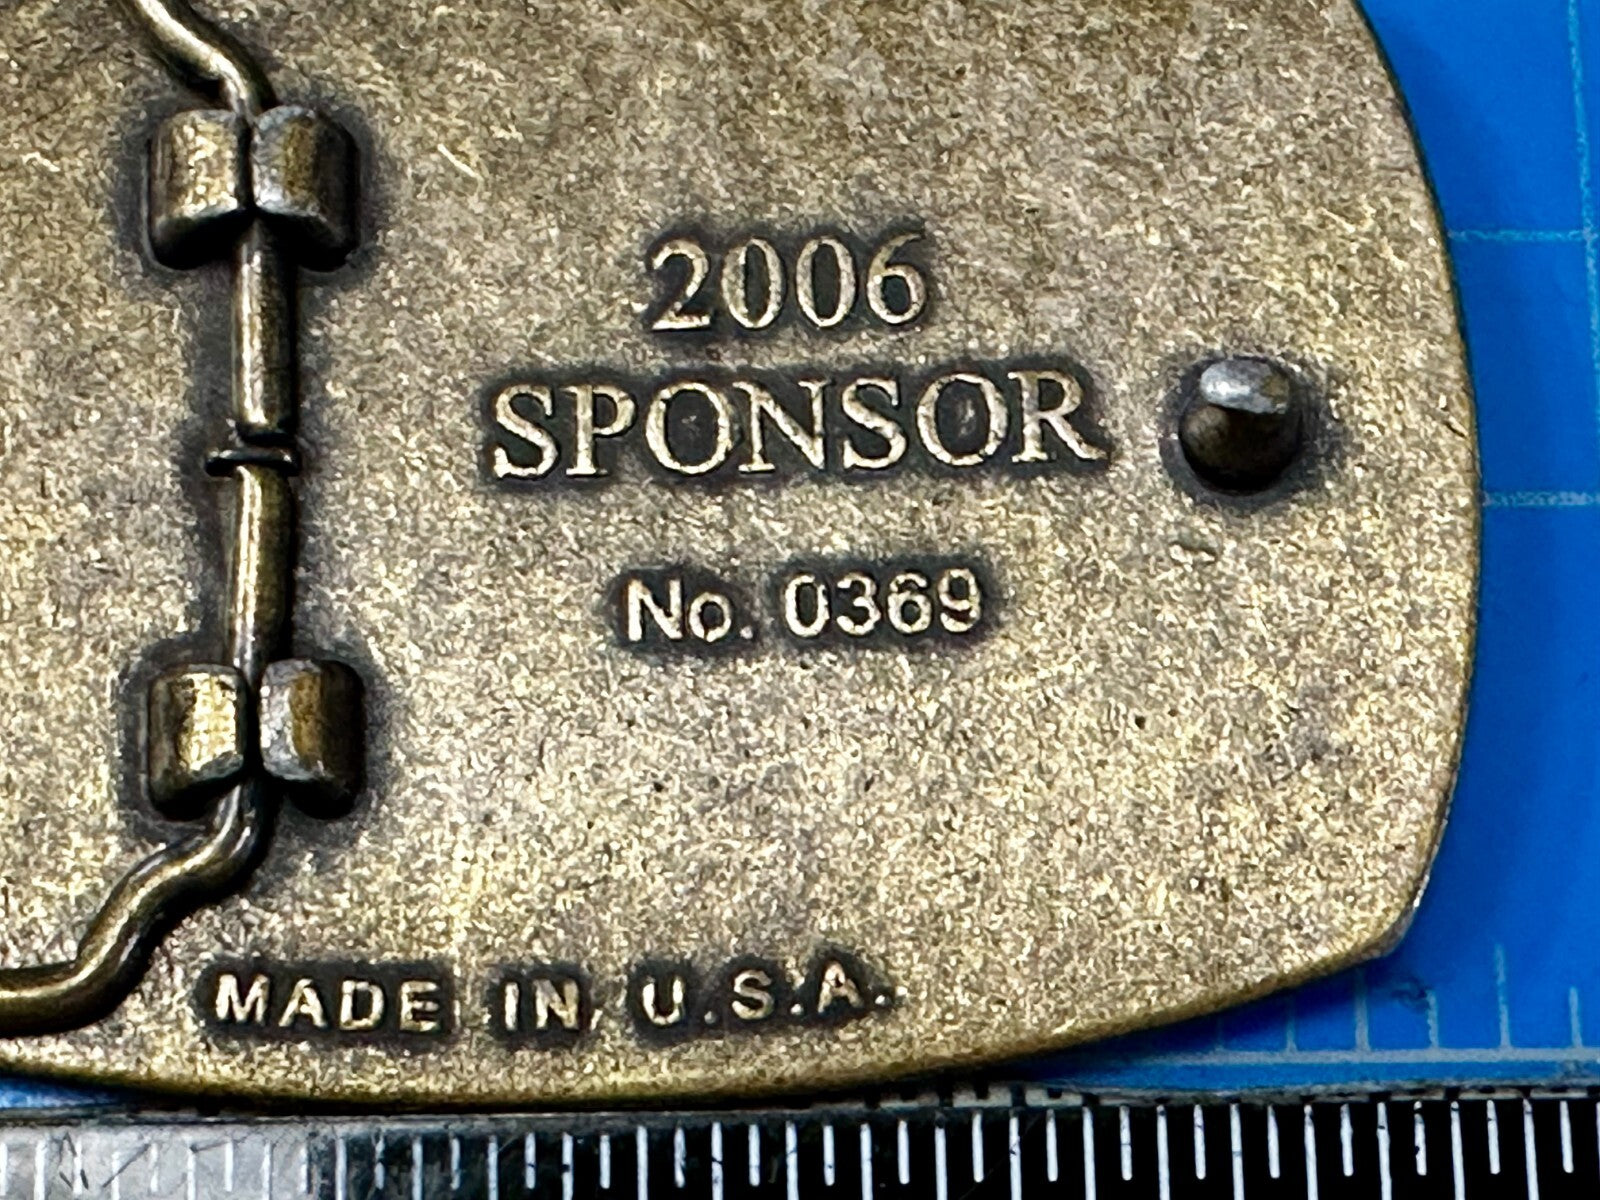 2006
SPONSOR
No. 0369
MADE IN U.S.A.